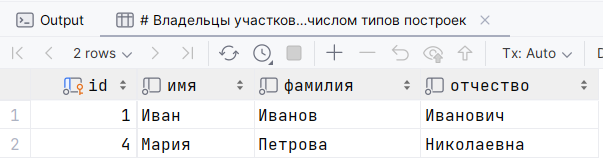 Output
# Владельцы участков...числом типов построек
2 rows
Tx: Auto
id имя фамилия отчество
1 1 Иван Иванов Иванович
2 4 Мария Петрова Николаевна